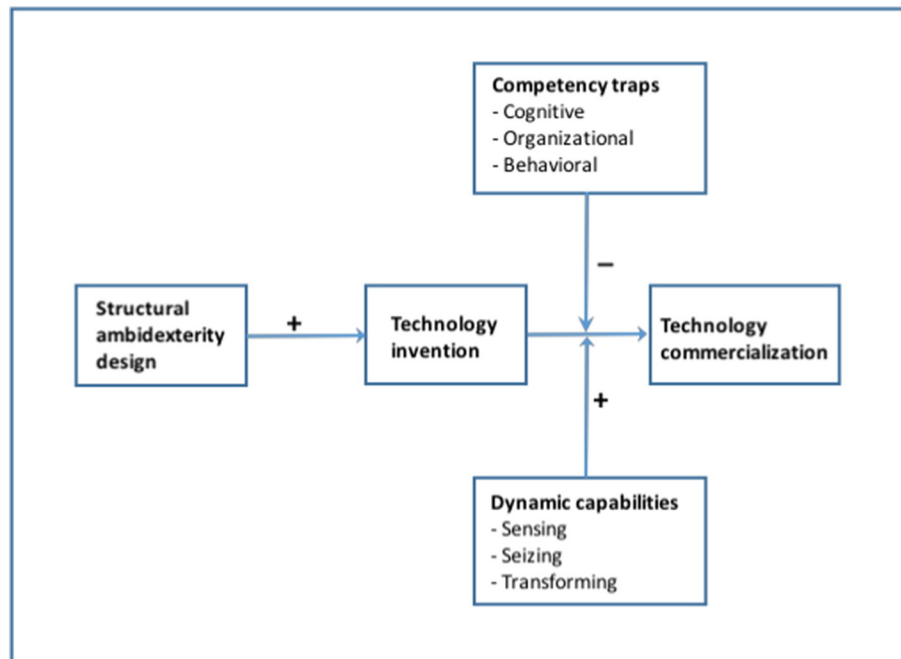 Competency traps
- Cognitive
- Organizational
- Behavioral
–
Structural
ambidexterity
design
+
Technology
invention
Technology
commercialization
+
Dynamic capabilities
- Sensing
- Seizing
- Transforming